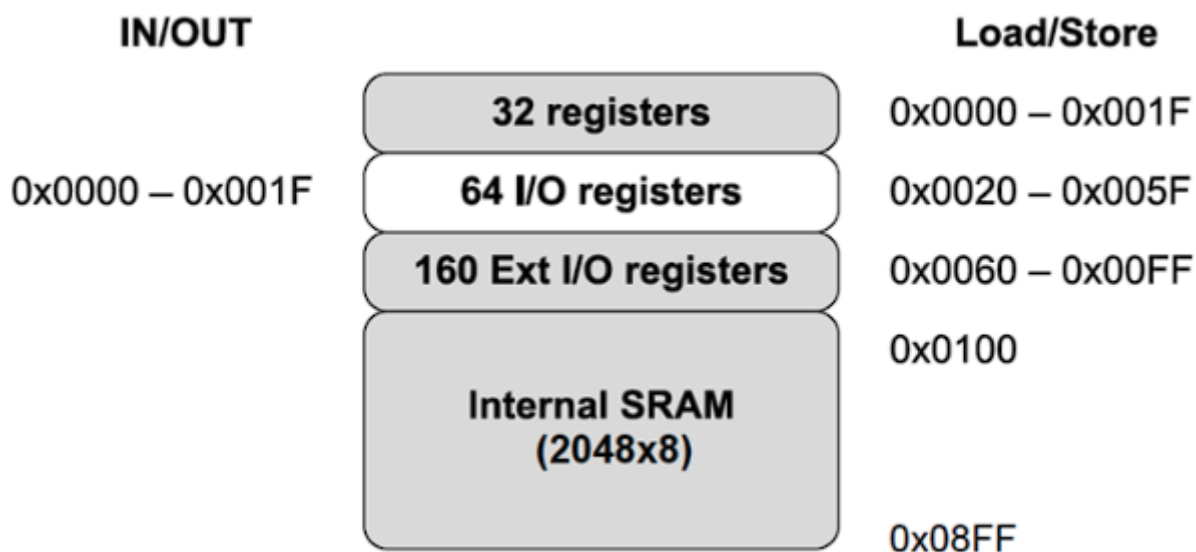 IN/OUT
Load/Store
32 registers
0x0000 – 0x001F
0x0000 – 0x001F
64 I/O registers
0x0020 – 0x005F
160 Ext I/O registers
0x0060 – 0x00FF
0x0100
Internal SRAM
(2048x8)
0x08FF